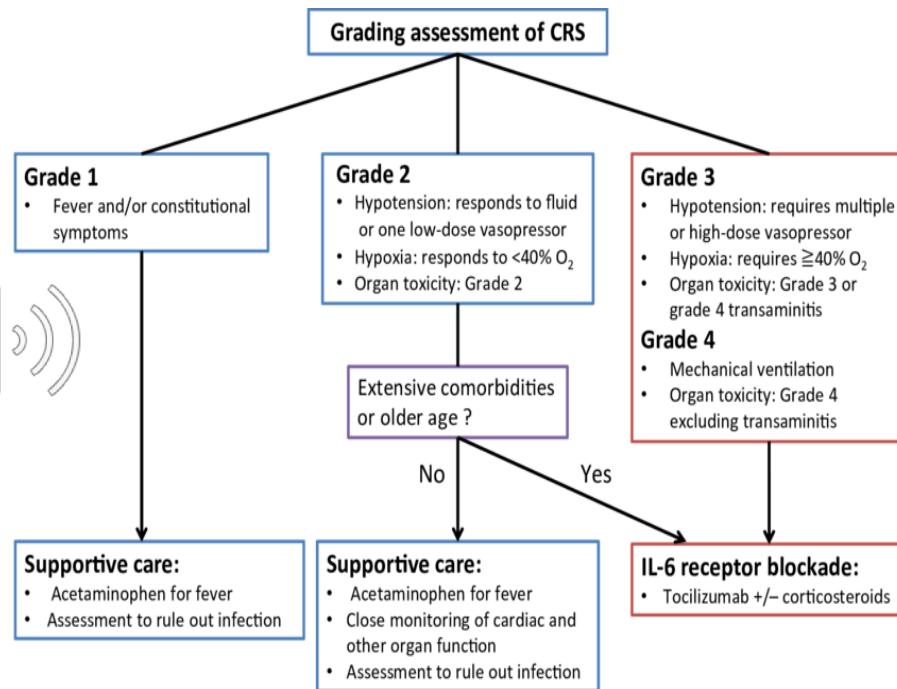 Grading assessment of CRS
Grade 1
• Fever and/or constitutional
symptoms
Grade 2
• Hypotension: responds to fluid
or one low-dose vasopressor
• Hypoxia: responds to <40% O₂
• Organ toxicity: Grade 2
Grade 3
• Hypotension: requires multiple
or high-dose vasopressor
• Hypoxia: requires ≧40% O₂
• Organ toxicity: Grade 3 or
grade 4 transaminitis
Grade 4
• Mechanical ventilation
• Organ toxicity: Grade 4
excluding transaminitis
Extensive comorbidities
or older age ?
No
Yes
Supportive care:
• Acetaminophen for fever
• Assessment to rule out infection
Supportive care:
• Acetaminophen for fever
• Close monitoring of cardiac and
other organ function
• Assessment to rule out infection
IL-6 receptor blockade:
• Tocilizumab +/– corticosteroids